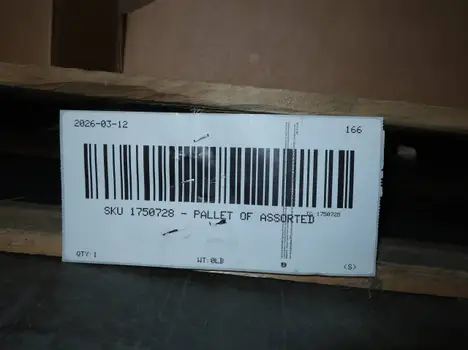 2026-03-12 166
SKU 1750728 - PALLET OF ASSORTED
1750728
QTY: 1 WT: 0LB (S)